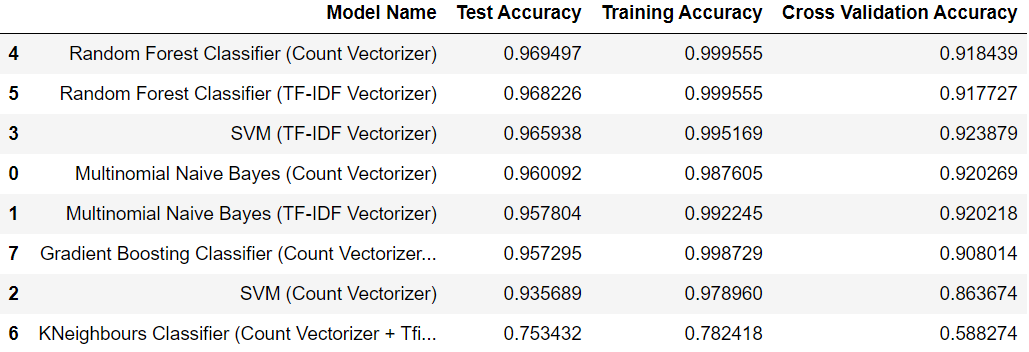 Model Name Test Accuracy Training Accuracy Cross Validation Accuracy
4 Random Forest Classifier (Count Vectorizer) 0.969497 0.999555 0.918439
5 Random Forest Classifier (TF-IDF Vectorizer) 0.968226 0.999555 0.917727
3 SVM (TF-IDF Vectorizer) 0.965938 0.995169 0.923879
0 Multinomial Naive Bayes (Count Vectorizer) 0.960092 0.987605 0.920269
1 Multinomial Naive Bayes (TF-IDF Vectorizer) 0.957804 0.992245 0.920218
7 Gradient Boosting Classifier (Count Vectorizer... 0.957295 0.998729 0.908014
2 SVM (Count Vectorizer) 0.935689 0.978960 0.863674
6 KNeighbours Classifier (Count Vectorizer + Tfi... 0.753432 0.782418 0.588274